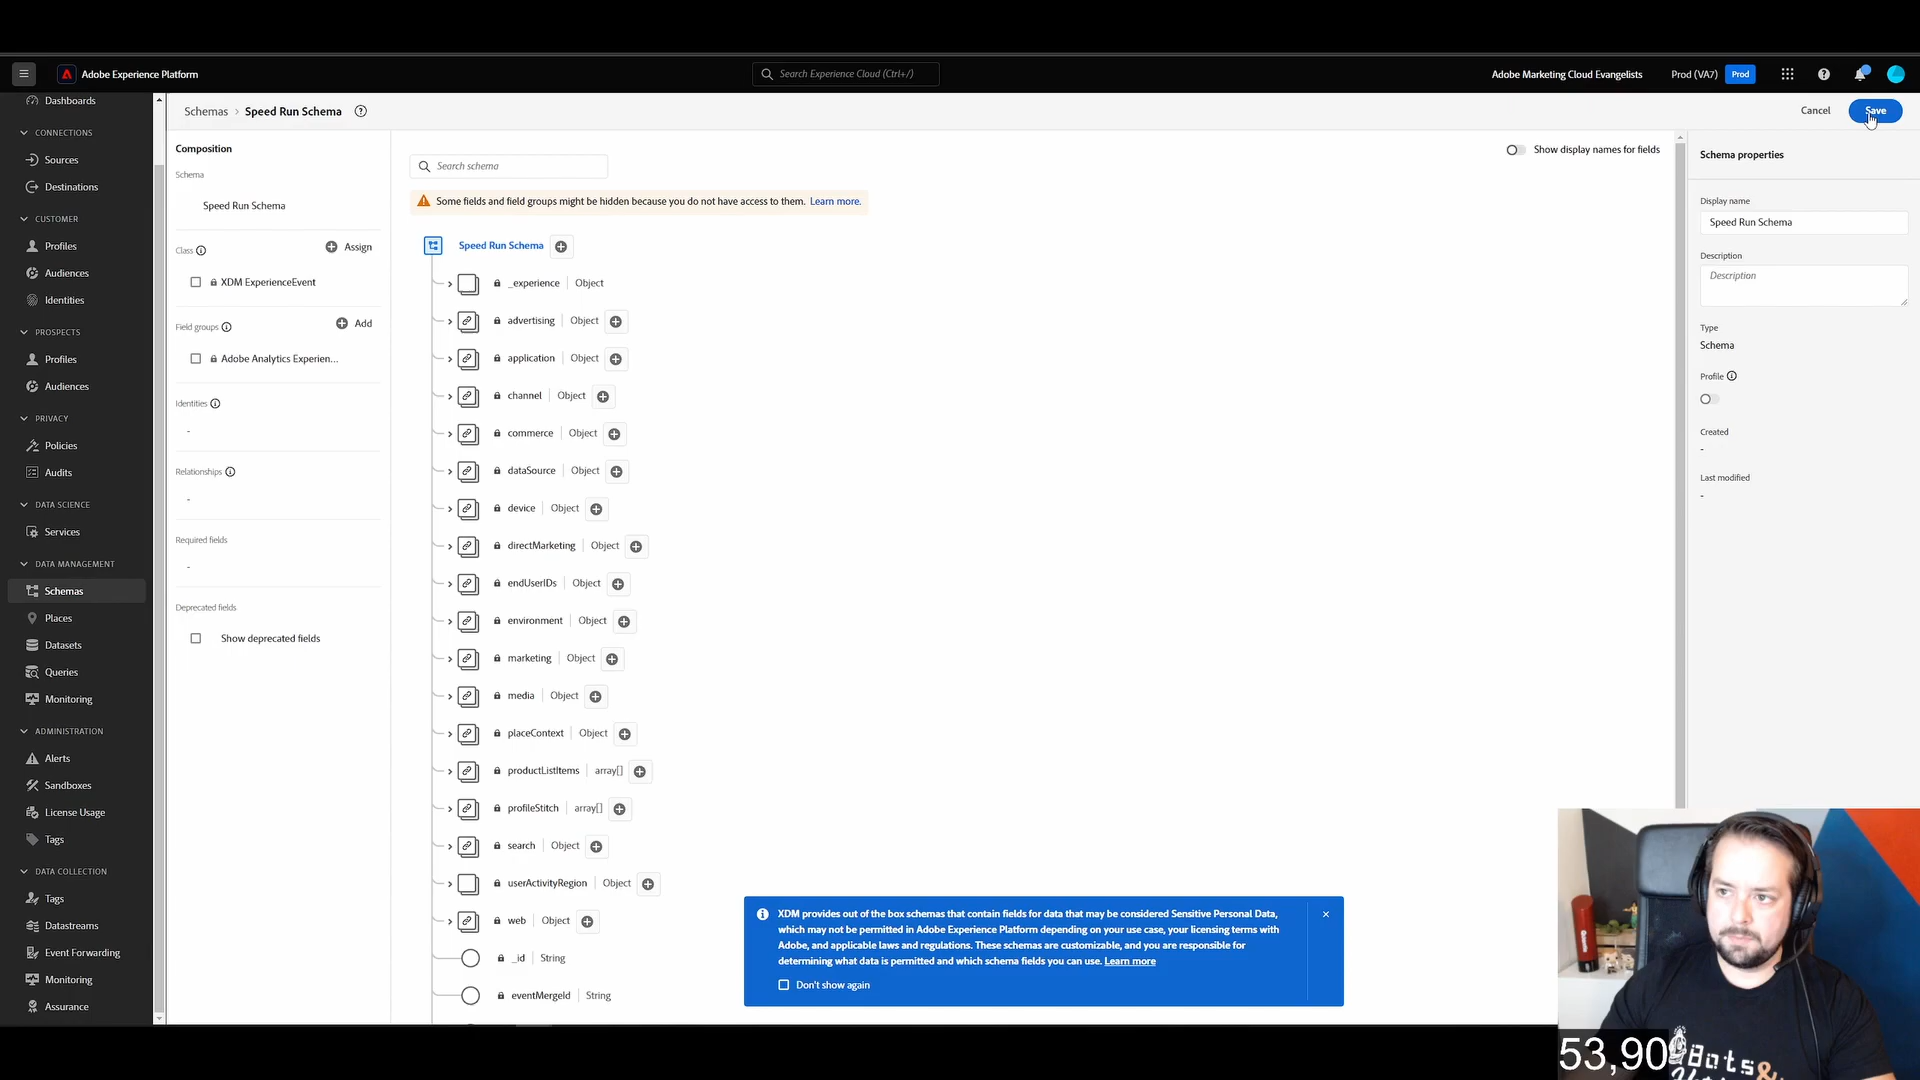 Adobe Experience Platform
Search Experience Cloud (Ctrl+/)
Adobe Marketing Cloud Evangelists
Prod (VA7)
Prod
Dashboards
CONNECTIONS
Sources
Destinations
CUSTOMER
Profiles
Audiences
Identities
PROSPECTS
Profiles
Audiences
PRIVACY
Policies
Audits
DATA SCIENCE
Services
DATA MANAGEMENT
Schemas
Places
Datasets
Queries
Monitoring
ADMINISTRATION
Alerts
Sandboxes
License Usage
Tags
DATA COLLECTION
Tags
Datastreams
Event Forwarding
Monitoring
Assurance
Schemas > Speed Run Schema
Cancel
Save
Composition
Schema
Speed Run Schema
Class
Assign
XDM ExperienceEvent
Field groups
Add
Adobe Analytics Experien...
Identities
-
Relationships
-
Required fields
-
Deprecated fields
Show deprecated fields
Search schema
Show display names for fields
Some fields and field groups might be hidden because you do not have access to them. Learn more.
Speed Run Schema
_experience | Object
advertising | Object
application | Object
channel | Object
commerce | Object
dataSource | Object
device | Object
directMarketing | Object
endUserIDs | Object
environment | Object
marketing | Object
media | Object
placeContext | Object
productListItems | array[]
profileStitch | array[]
search | Object
userActivityRegion | Object
web | Object
_id | String
eventMergeId | String
Schema properties
Display name
Speed Run Schema
Description
Description
Type
Schema
Profile
Created
-
Last modified
-
XDM provides out of the box schemas that contain fields for data that may be considered Sensitive Personal Data,
which may not be permitted in Adobe Experience Platform depending on your use case, your licensing terms with
Adobe, and applicable laws and regulations. These schemas are customizable, and you are responsible for
determining what data is permitted and which schema fields you can use. Learn more
Don't show again
53,90
Bots&